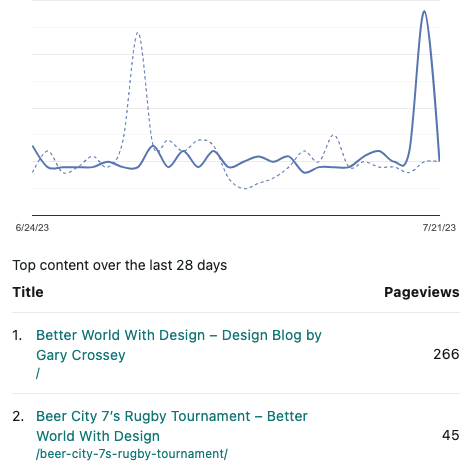 6/24/23 7/21/23
Top content over the last 28 days
Title Pageviews
1. Better World With Design – Design Blog by
Gary Crossey
266
/
2. Beer City 7’s Rugby Tournament – Better
World With Design
45
/beer-city-7s-rugby-tournament/